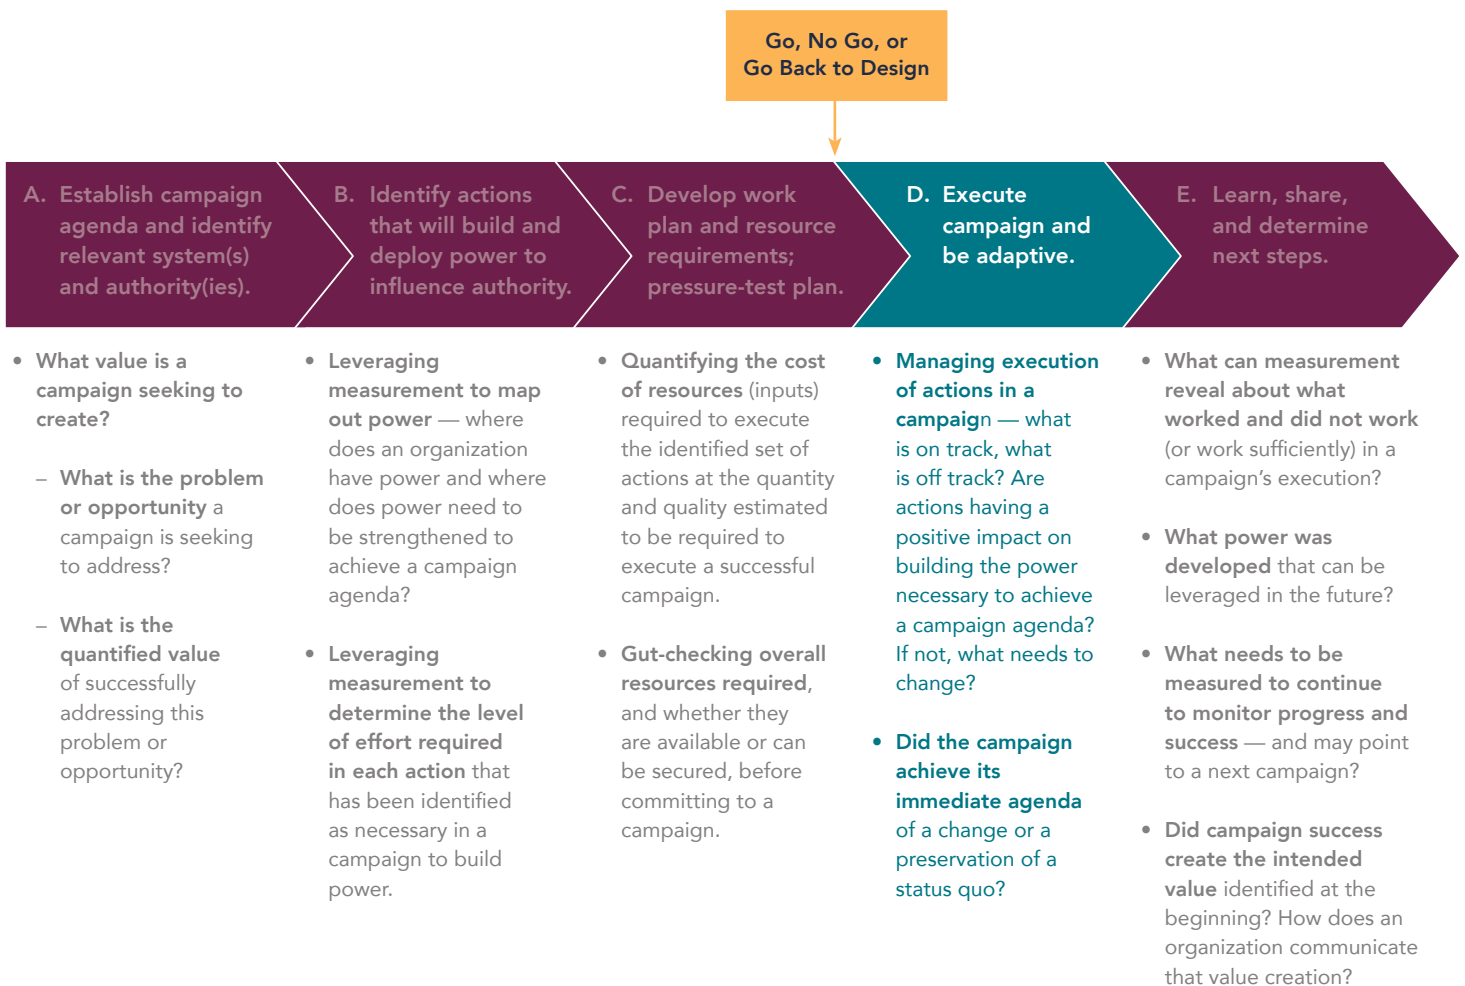 Go, No Go, or
Go Back to Design
A. Establish campaign
agenda and identify
relevant system(s)
and authority(ies).
B. Identify actions
that will build and
deploy power to
influence authority.
C. Develop work
plan and resource
requirements;
pressure-test plan.
D. Execute
campaign and
be adaptive.
E. Learn, share,
and determine
next steps.
• What value is a
campaign seeking to
create?
– What is the problem
or opportunity a
campaign is seeking
to address?
– What is the
quantified value
of successfully
addressing this
problem or
opportunity?
• Leveraging
measurement to map
out power — where
does an organization
have power and where
does power need to
be strengthened to
achieve a campaign
agenda?
• Leveraging
measurement to
determine the level
of effort required
in each action that
has been identified
as necessary in a
campaign to build
power.
• Quantifying the cost
of resources (inputs)
required to execute
the identified set of
actions at the quantity
and quality estimated
to be required to
execute a successful
campaign.
• Gut-checking overall
resources required,
and whether they
are available or can
be secured, before
committing to a
campaign.
• Managing execution
of actions in a
campaign — what
is on track, what
is off track? Are
actions having a
positive impact on
building the power
necessary to achieve
a campaign agenda?
If not, what needs to
change?
• Did the campaign
achieve its
immediate agenda
of a change or a
preservation of a
status quo?
• What can measurement
reveal about what
worked and did not work
(or work sufficiently) in a
campaign’s execution?
• What power was
developed that can be
leveraged in the future?
• What needs to be
measured to continue
to monitor progress and
success — and may point
to a next campaign?
• Did campaign success
create the intended
value identified at the
beginning? How does an
organization communicate
that value creation?